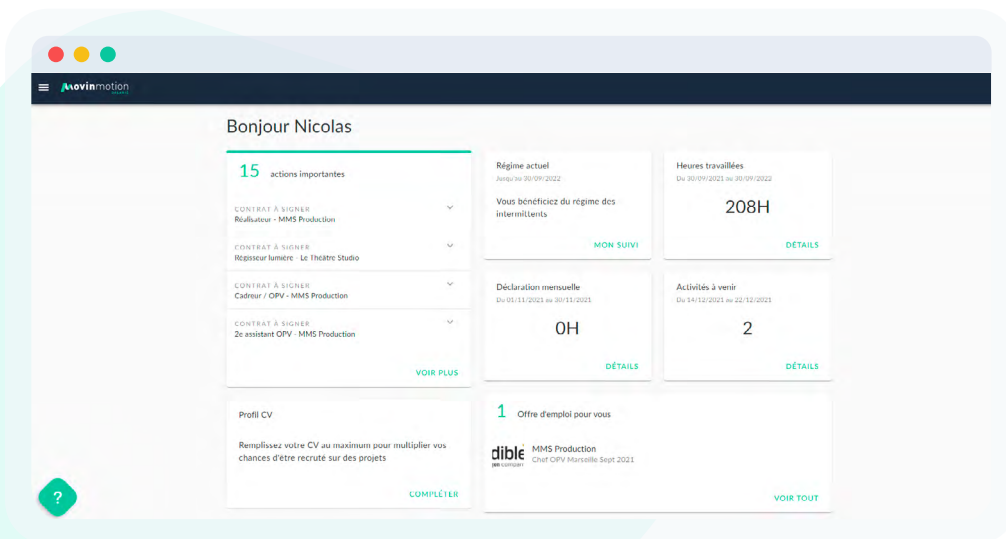 Movinmotion
Bonjour Nicolas
15 actions importantes
CONTRAT À SIGNER
Réalisateur - MMS Production
CONTRAT À SIGNER
Régisseur lumière - Le Théâtre Studio
CONTRAT À SIGNER
Cadreur / OPV - MMS Production
CONTRAT À SIGNER
2e assistant OPV - MMS Production
VOIR PLUS
Régime actuel
Jusqu'au 30/09/2022
Vous bénéficiez du régime des
intermittents
MON SUIVI
Heures travaillées
Du 30/09/2021 au 30/09/2022
208H
DÉTAILS
Déclaration mensuelle
Du 01/11/2021 au 30/11/2021
0H
DÉTAILS
Activités à venir
Du 14/12/2021 au 22/12/2021
2
DÉTAILS
Profil CV
Remplissez votre CV au maximum pour multiplier vos
chances d'être recruté sur des projets
COMPLÉTER
1 Offre d'emploi pour vous
dible
MMS Production
Chef OPV Marseille Sept 2021
VOIR TOUT
?